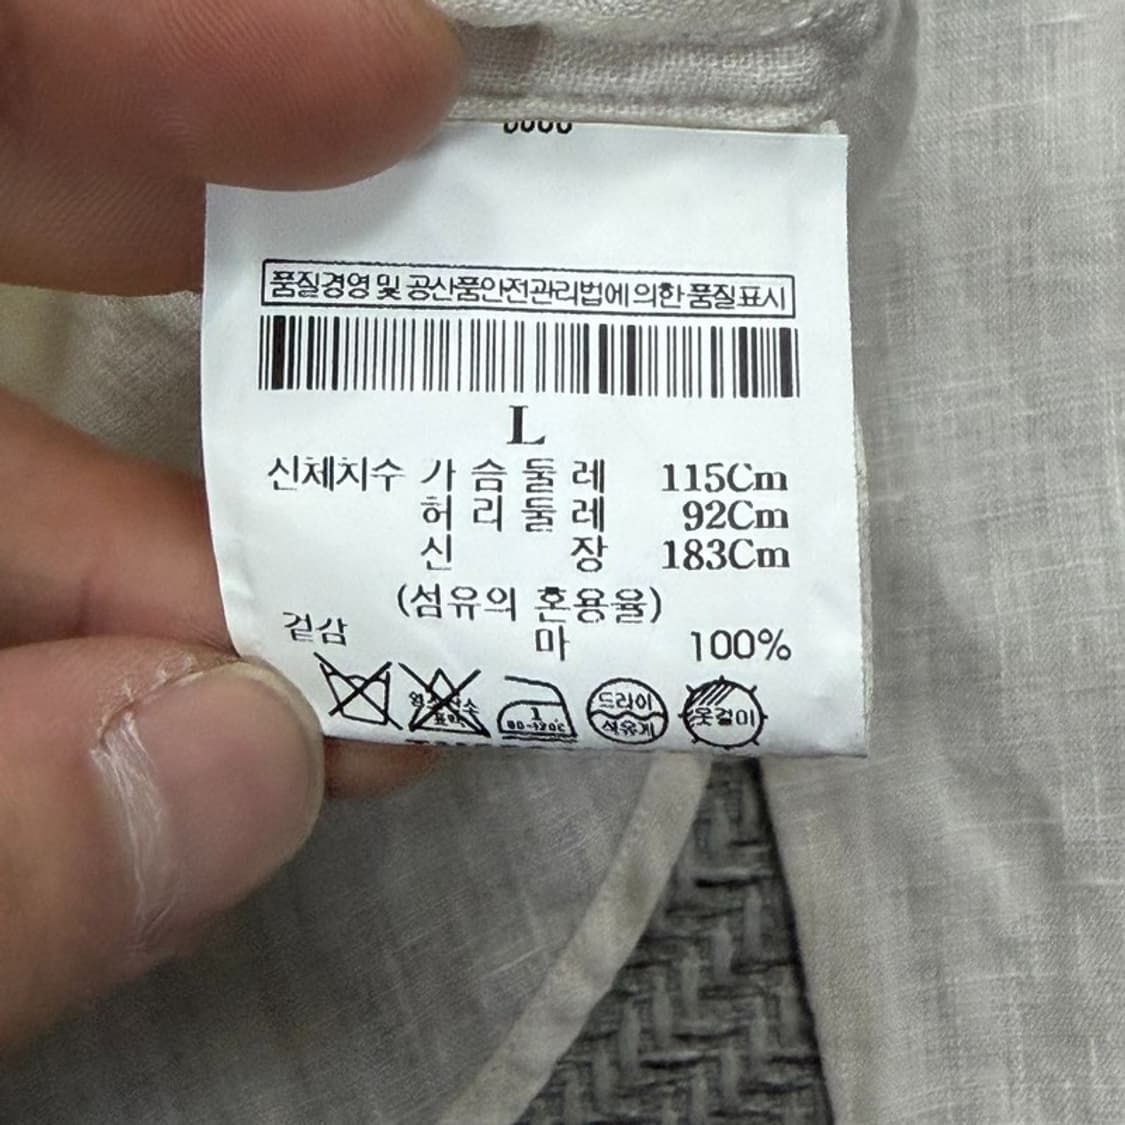 품질경영 및 공산품안전관리법에 의한 품질표시
L
신체치수 가슴둘레 115Cm
허리둘레 92Cm
신장 183Cm
(섬유의 혼용율)
겉감 마 100%
드라이
석유계
옷걸이